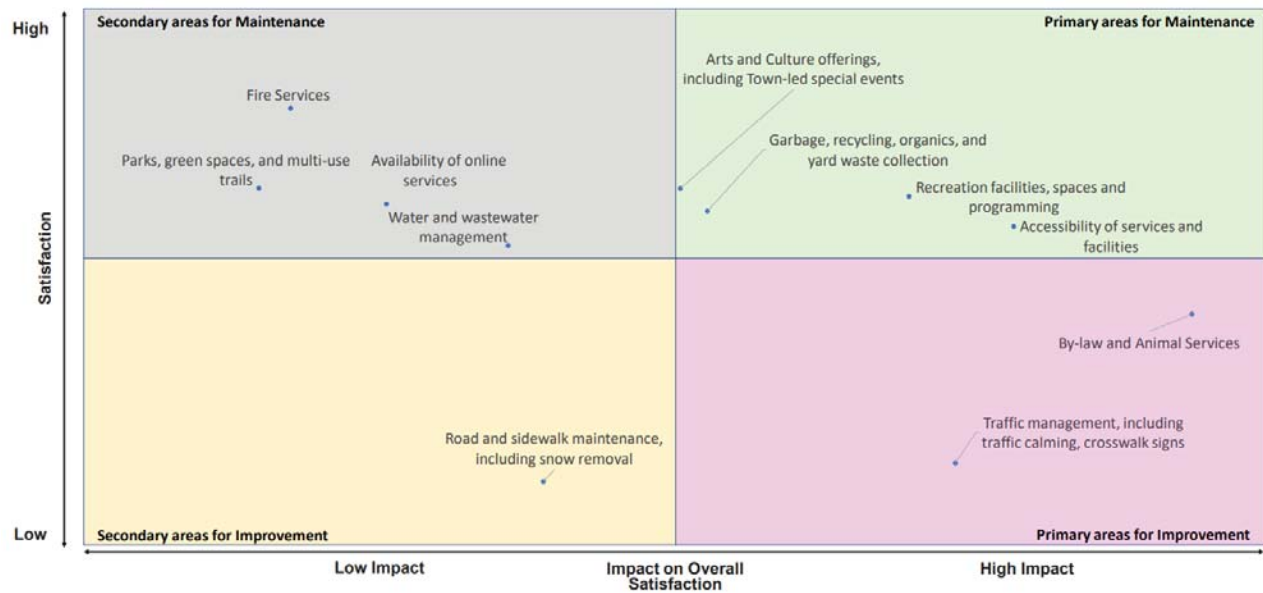 High
Secondary areas for Maintenance
Primary areas for Maintenance
Arts and Culture offerings,
including Town-led special events
Fire Services
Garbage, recycling, organics, and
yard waste collection
Parks, green spaces, and multi-use
trails
Availability of online
services
Recreation facilities, spaces and
programming
Water and wastewater
management
Accessibility of services and
facilities
Satisfaction
By-law and Animal Services
Traffic management, including
traffic calming, crosswalk signs
Road and sidewalk maintenance,
including snow removal
Low
Secondary areas for Improvement
Primary areas for Improvement
Low Impact
Impact on Overall
Satisfaction
High Impact